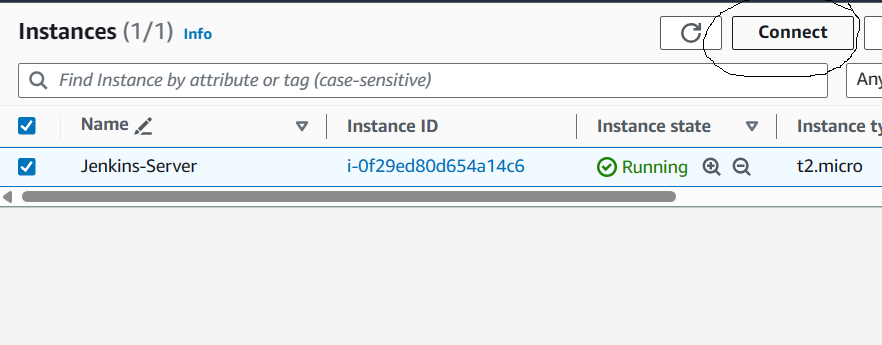 Instances (1/1) Info
Connect
Find Instance by attribute or tag (case-sensitive)
Any
Name Instance ID Instance state Instance ty
Jenkins-Server i-0f29ed80d654a14c6 Running t2.micro